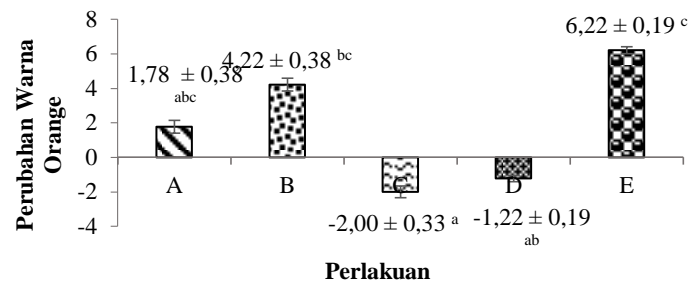 8
6,22 ± 0,19 c
6
4,22 ± 0,38 bc
1,78 ± 0,38
abc
4
2
0
A B C D E
-2
-2,00 ± 0,33 a
-1,22 ± 0,19
ab
-4
Perubahan Warna
Orange
Perlakuan